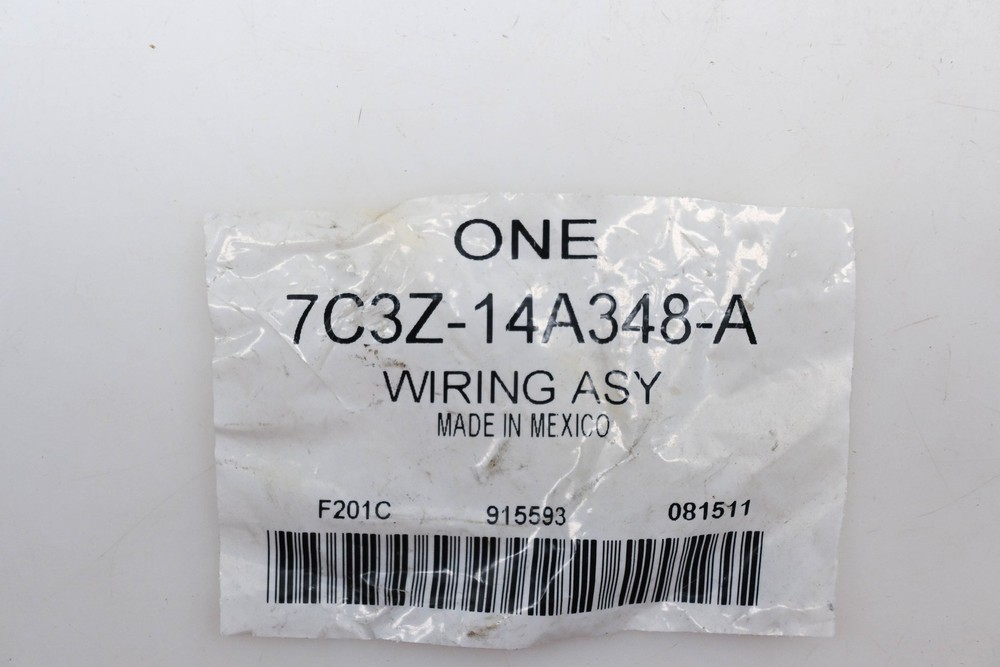 ONE
7C3Z-14A348-A
WIRING ASY
MADE IN MEXICO
F201C 915593 081511